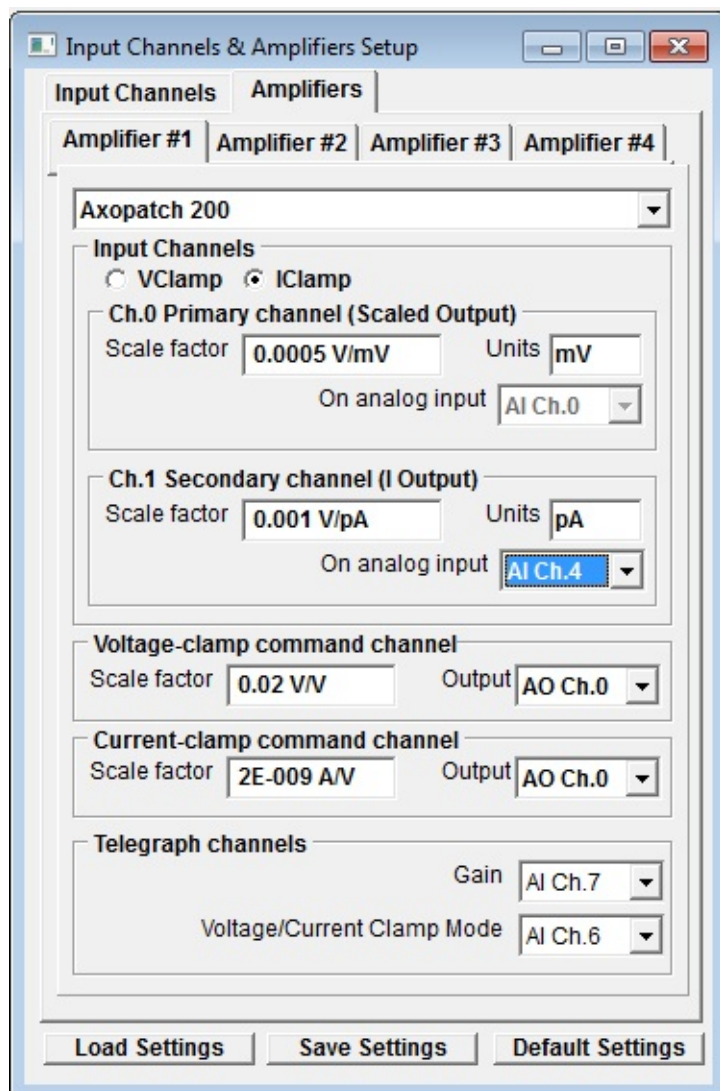 Input Channels & Amplifiers Setup
Input Channels Amplifiers
Amplifier #1 Amplifier #2 Amplifier #3 Amplifier #4
Axopatch 200
Input Channels
VClamp IClamp
Ch.0 Primary channel (Scaled Output)
Scale factor 0.0005 V/mV Units mV
On analog input AI Ch.0
Ch.1 Secondary channel (I Output)
Scale factor 0.001 V/pA Units pA
On analog input AI Ch.4
Voltage-clamp command channel
Scale factor 0.02 V/V Output AO Ch.0
Current-clamp command channel
Scale factor 2E-009 A/V Output AO Ch.0
Telegraph channels
Gain AI Ch.7
Voltage/Current Clamp Mode AI Ch.6
Load Settings Save Settings Default Settings